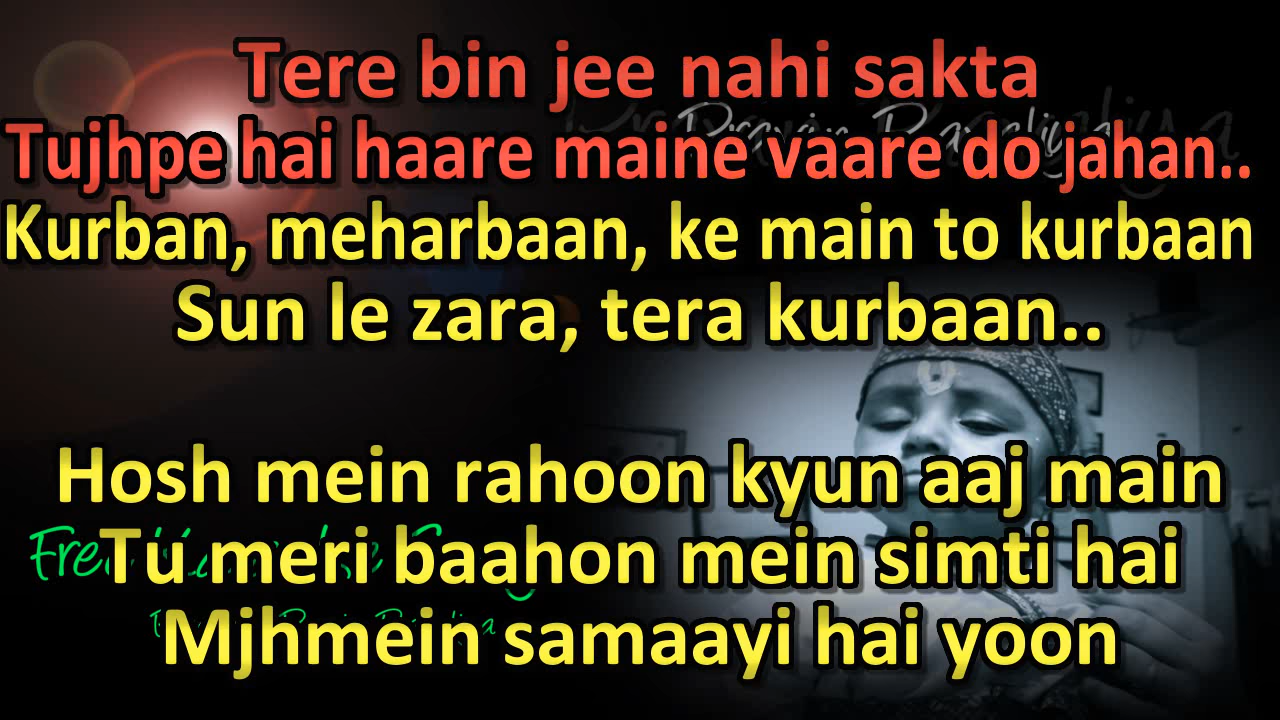 Tere bin jee nahi sakta
Tujhpe hai haare maine vaare do jahan..
Kurban, meharbaan, ke main to kurbaan
Sun le zara, tera kurbaan..
Hosh mein rahoon kyun aaj main
Tu meri baahon mein simti hai
Mjhmein samaayi hai yoon